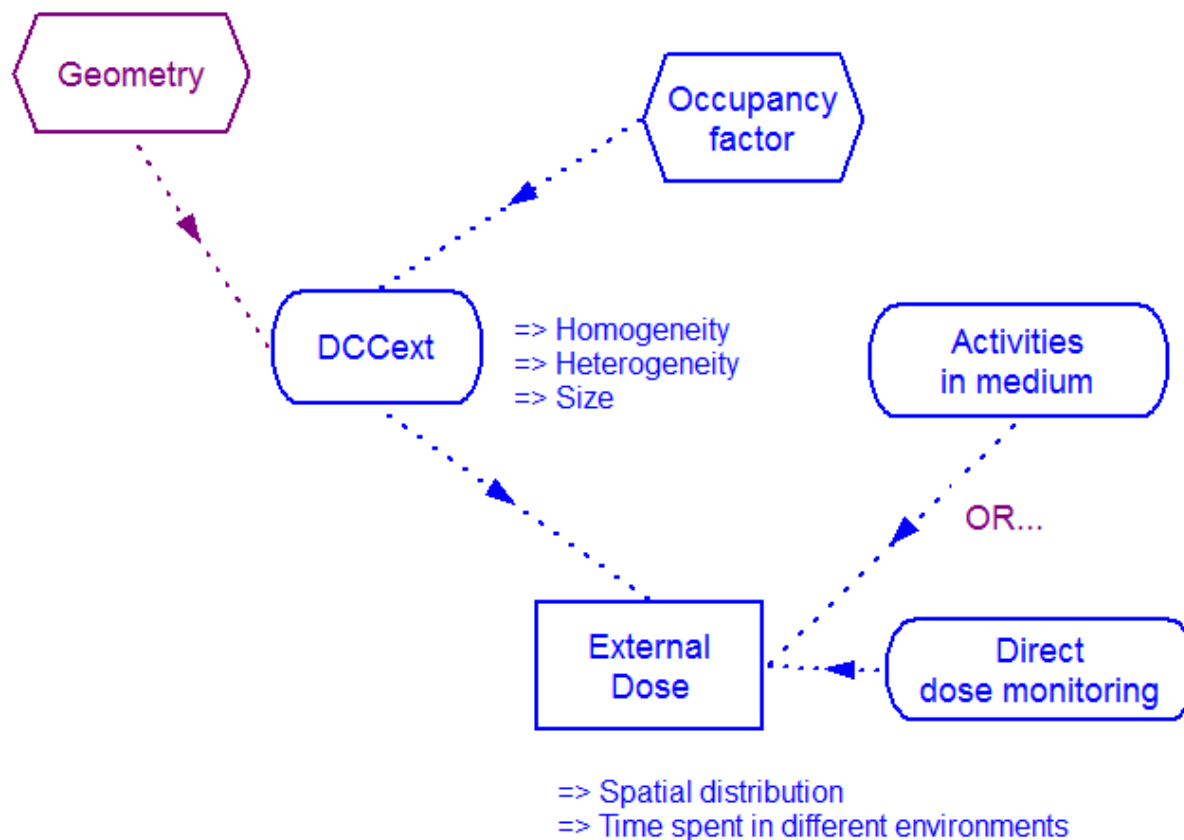 Geometry
Occupancy
factor
DCCext
=> Homogeneity
=> Heterogeneity
=> Size
Activities
in medium
OR...
External
Dose
Direct
dose monitoring
=> Spatial distribution
=> Time spent in different environments